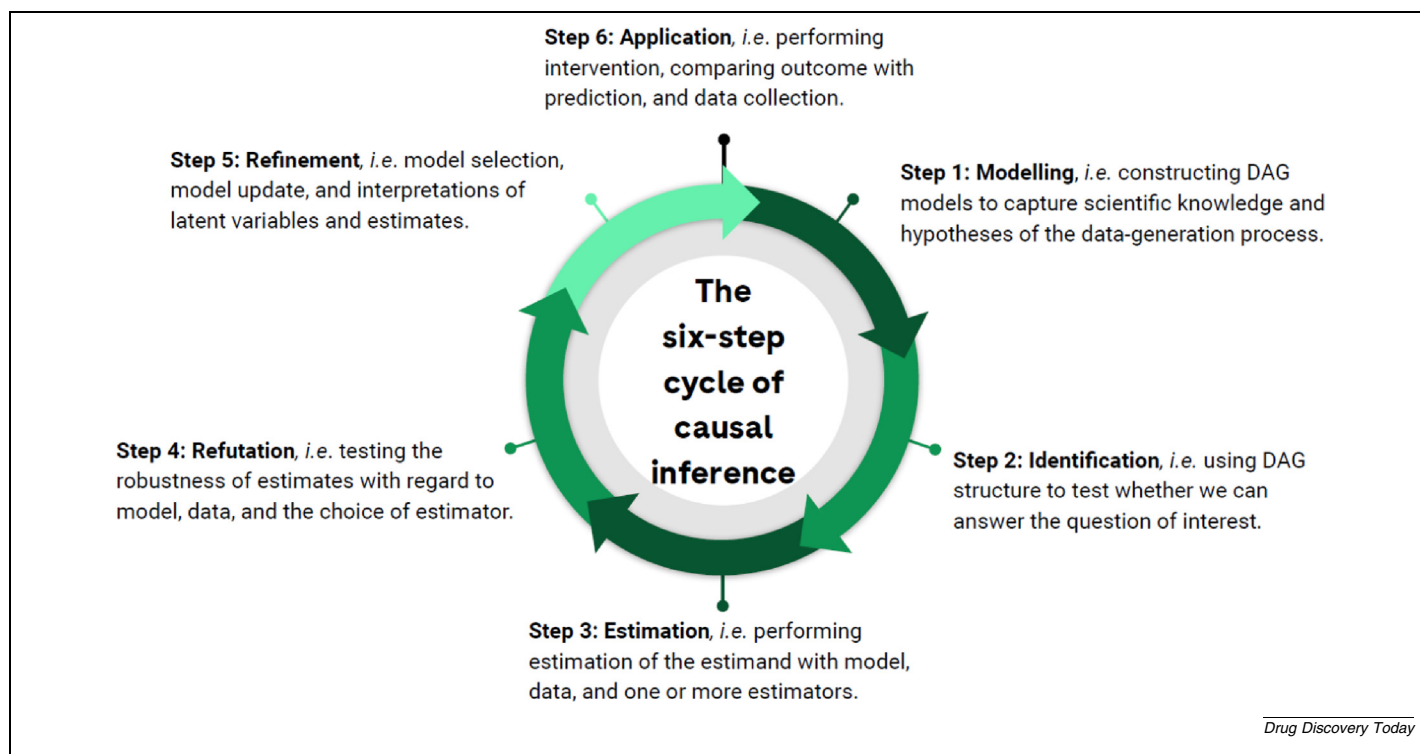 Step 6: Application, i.e. performing
intervention, comparing outcome with
prediction, and data collection.
Step 5: Refinement, i.e. model selection,
model update, and interpretations of
latent variables and estimates.
Step 1: Modelling, i.e. constructing DAG
models to capture scientific knowledge and
hypotheses of the data-generation process.
The
six-step
cycle of
causal
inference
Step 4: Refutation, i.e. testing the
robustness of estimates with regard to
model, data, and the choice of estimator.
Step 2: Identification, i.e. using DAG
structure to test whether we can
answer the question of interest.
Step 3: Estimation, i.e. performing
estimation of the estimand with model,
data, and one or more estimators.
Drug Discovery Today